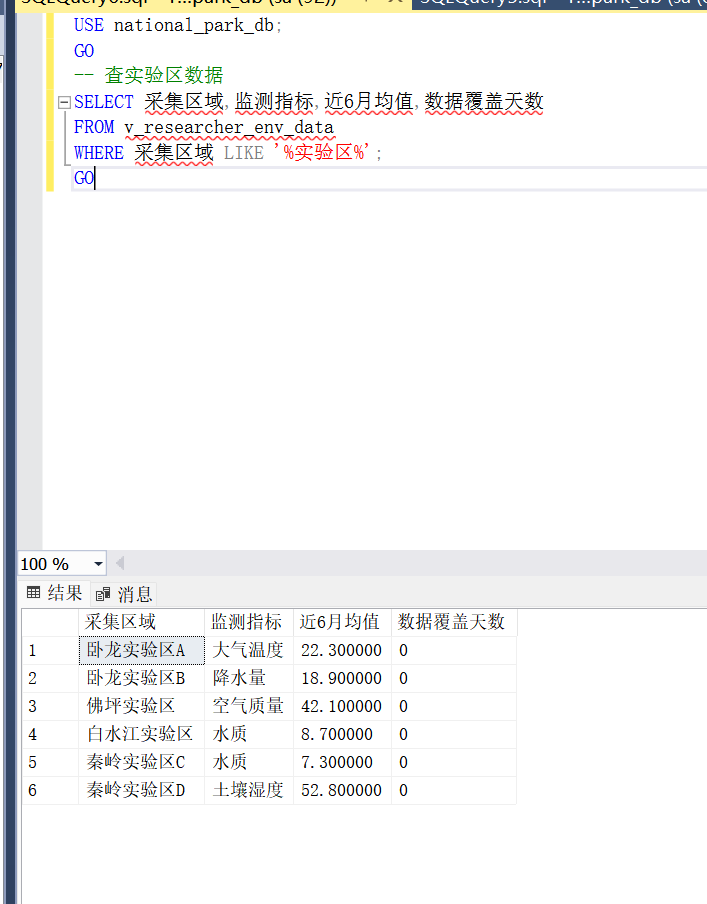 USE national_park_db;
GO
-- 查实验区数据
SELECT 采集区域,监测指标,近6月均值,数据覆盖天数
FROM v_researcher_env_data
WHERE 采集区域 LIKE '%实验区%';
GO
100 %
结果 消息
采集区域 监测指标 近6月均值 数据覆盖天数
1 卧龙实验区A 大气温度 22.300000 0
2 卧龙实验区B 降水量 18.900000 0
3 佛坪实验区 空气质量 42.100000 0
4 白水江实验区 水质 8.700000 0
5 秦岭实验区C 水质 7.300000 0
6 秦岭实验区D 土壤湿度 52.800000 0